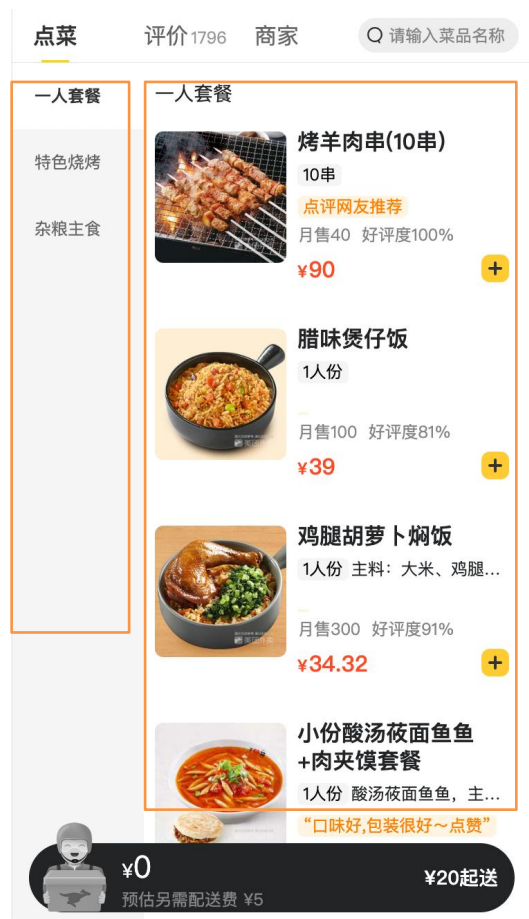 点菜
评价1796
商家
请输入菜品名称
一人套餐
特色烧烤
杂粮主食
一人套餐
烤羊肉串(10串)
10串
点评网友推荐
月售40 好评度100%
¥90
腊味煲仔饭
1人份
月售100 好评度81%
¥39
鸡腿胡萝卜焖饭
1人份 主料：大米、鸡腿...
月售300 好评度91%
¥34.32
小份酸汤莜面鱼鱼
+肉夹馍套餐
1人份 酸汤莜面鱼鱼，主...
“口味好,包装很好～点赞”
¥0
预估另需配送费 ¥5
¥20起送